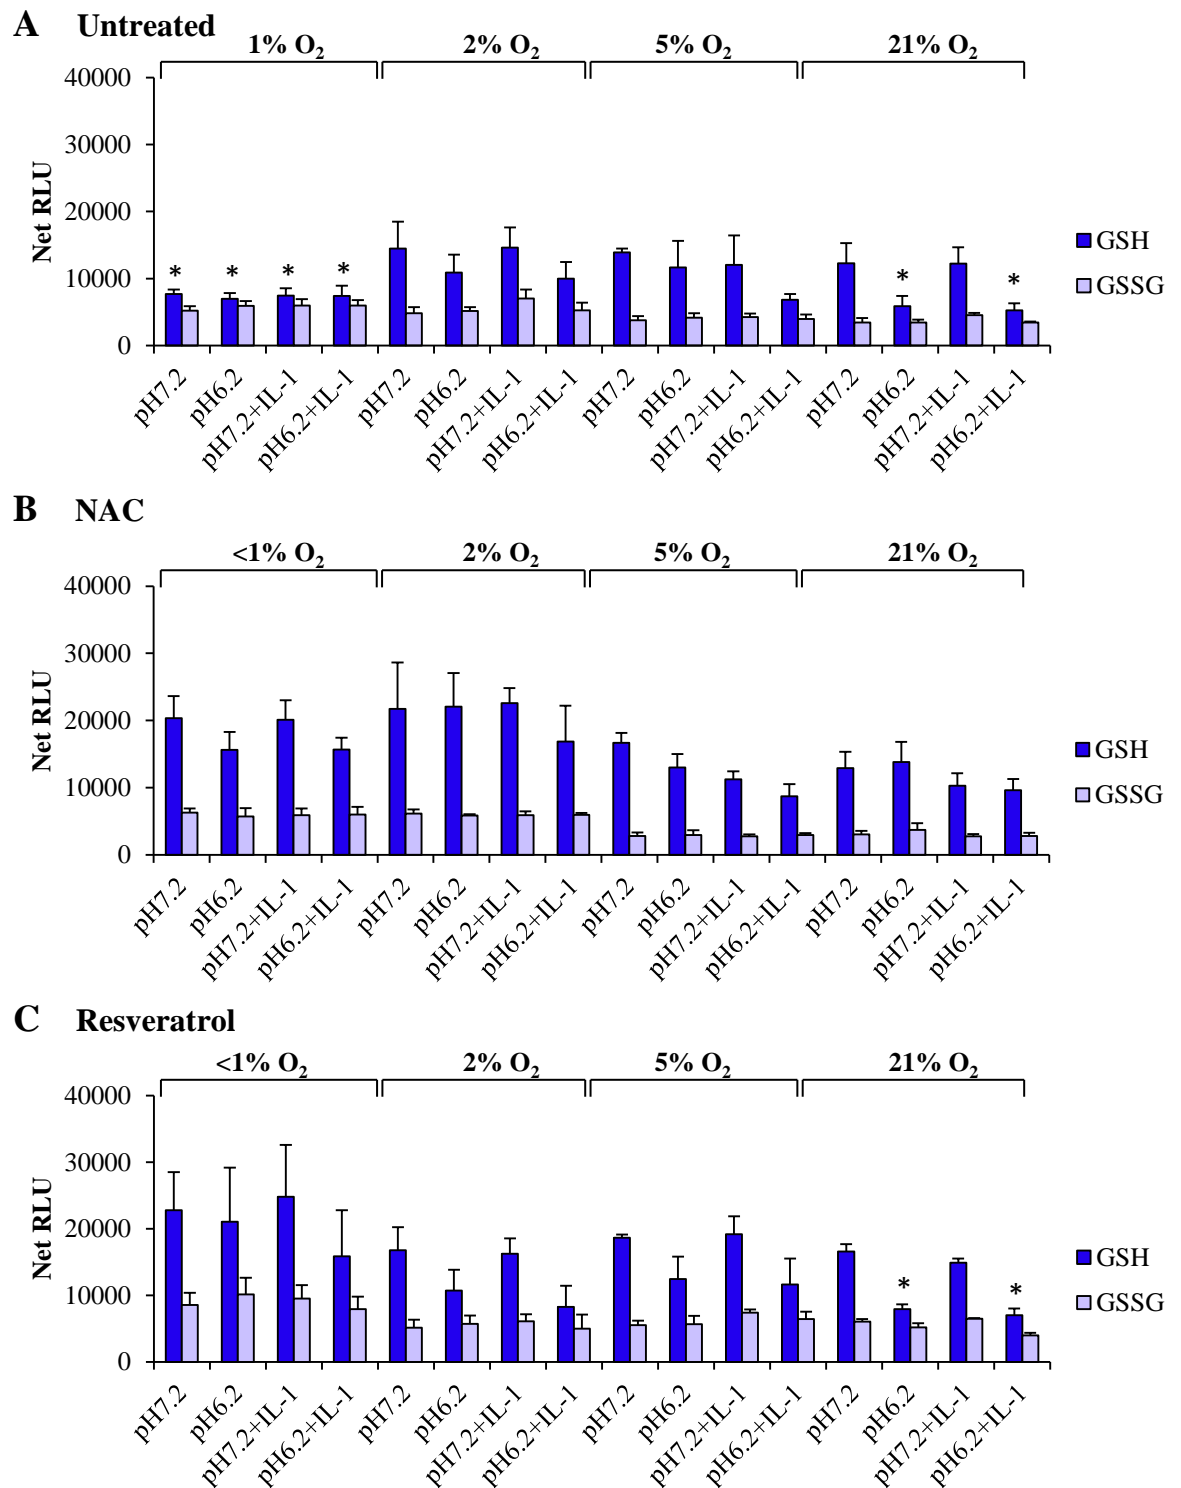 A Untreated
1% O2 2% O2 5% O2 21% O2
40000
30000
20000
10000
0
Net RLU
* * * * * *
GSH
GSSG
pH7.2 pH6.2 pH7.2+IL-1 pH6.2+IL-1 pH7.2 pH6.2 pH7.2+IL-1 pH6.2+IL-1 pH7.2 pH6.2 pH7.2+IL-1 pH6.2+IL-1 pH7.2 pH6.2 pH7.2+IL-1 pH6.2+IL-1
B NAC
<1% O2 2% O2 5% O2 21% O2
40000
30000
20000
10000
0
Net RLU
GSH
GSSG
pH7.2 pH6.2 pH7.2+IL-1 pH6.2+IL-1 pH7.2 pH6.2 pH7.2+IL-1 pH6.2+IL-1 pH7.2 pH6.2 pH7.2+IL-1 pH6.2+IL-1 pH7.2 pH6.2 pH7.2+IL-1 pH6.2+IL-1
C Resveratrol
<1% O2 2% O2 5% O2 21% O2
40000
30000
20000
10000
0
Net RLU
* *
GSH
GSSG
pH7.2 pH6.2 pH7.2+IL-1 pH6.2+IL-1 pH7.2 pH6.2 pH7.2+IL-1 pH6.2+IL-1 pH7.2 pH6.2 pH7.2+IL-1 pH6.2+IL-1 pH7.2 pH6.2 pH7.2+IL-1 pH6.2+IL-1